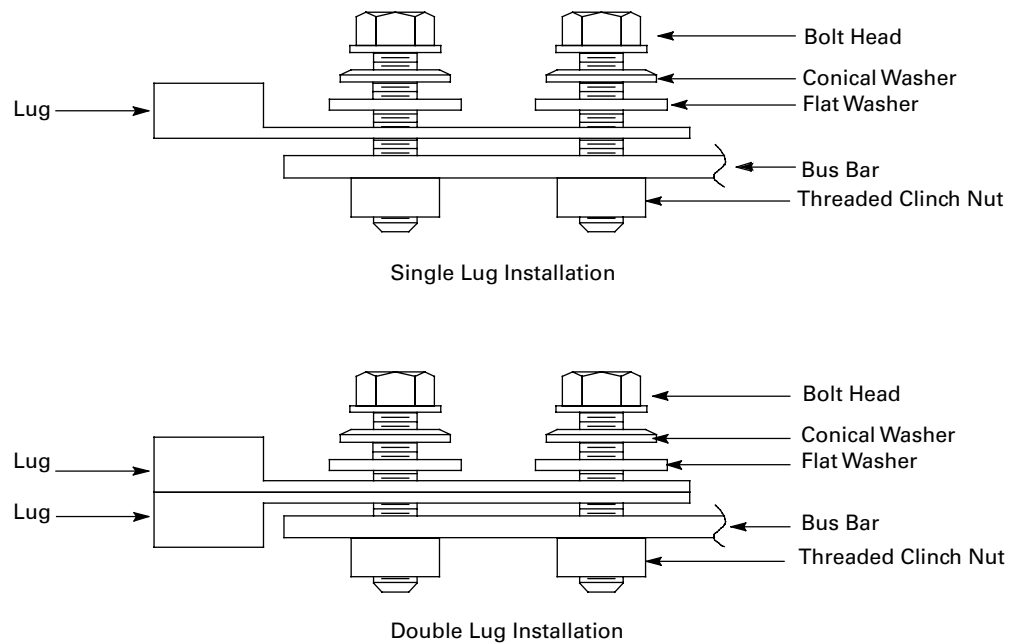 Bolt Head
Conical Washer
Lug
Flat Washer
Bus Bar
Threaded Clinch Nut
Single Lug Installation
Bolt Head
Conical Washer
Lug
Flat Washer
Lug
Bus Bar
Threaded Clinch Nut
Double Lug Installation